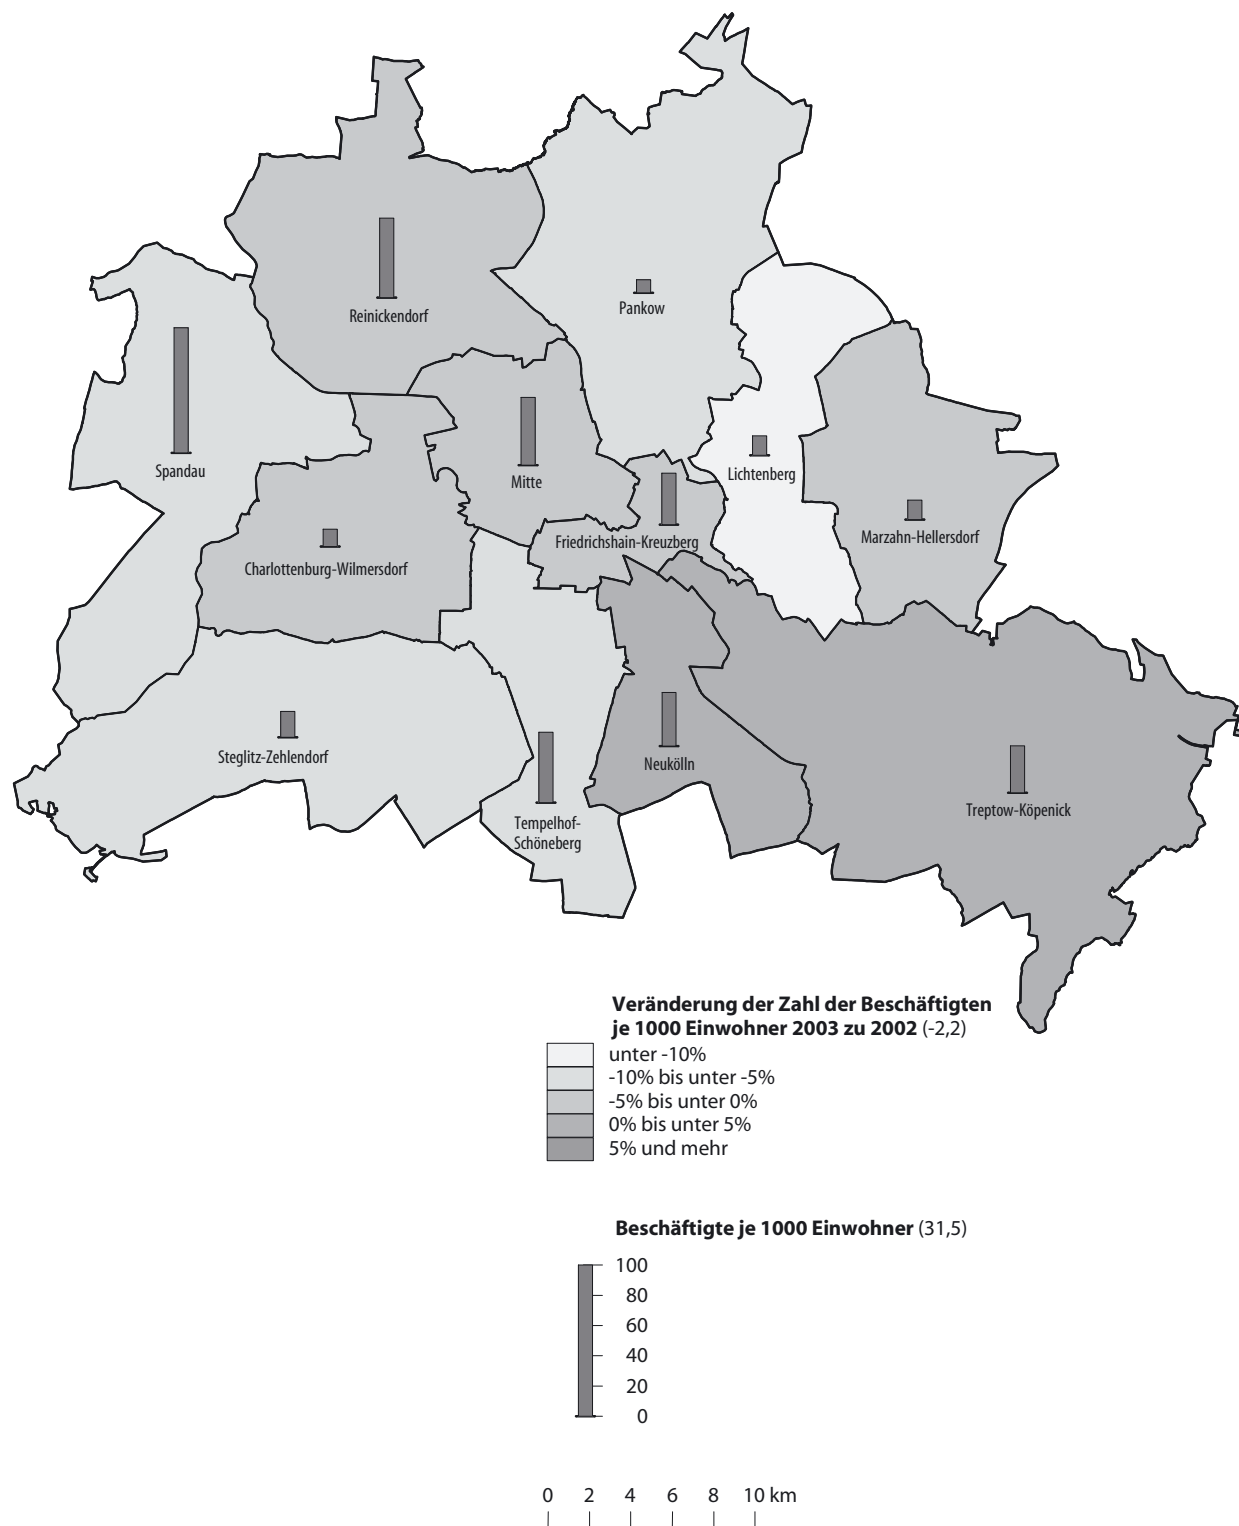 Reinickendorf
Pankow
Spandau
Mitte
Lichtenberg
Friedrichshain-Kreuzberg
Marzahn-Hellersdorf
Charlottenburg-Wilmersdorf
Steglitz-Zehlendorf
Neukölln
Tempelhof-
Schöneberg
Treptow-Köpenick
Veränderung der Zahl der Beschäftigten
je 1000 Einwohner 2003 zu 2002 (-2,2)
unter -10%
-10% bis unter -5%
-5% bis unter 0%
0% bis unter 5%
5% und mehr
Beschäftigte je 1000 Einwohner (31,5)
100
80
60
40
20
0
0 2 4 6 8 10 km